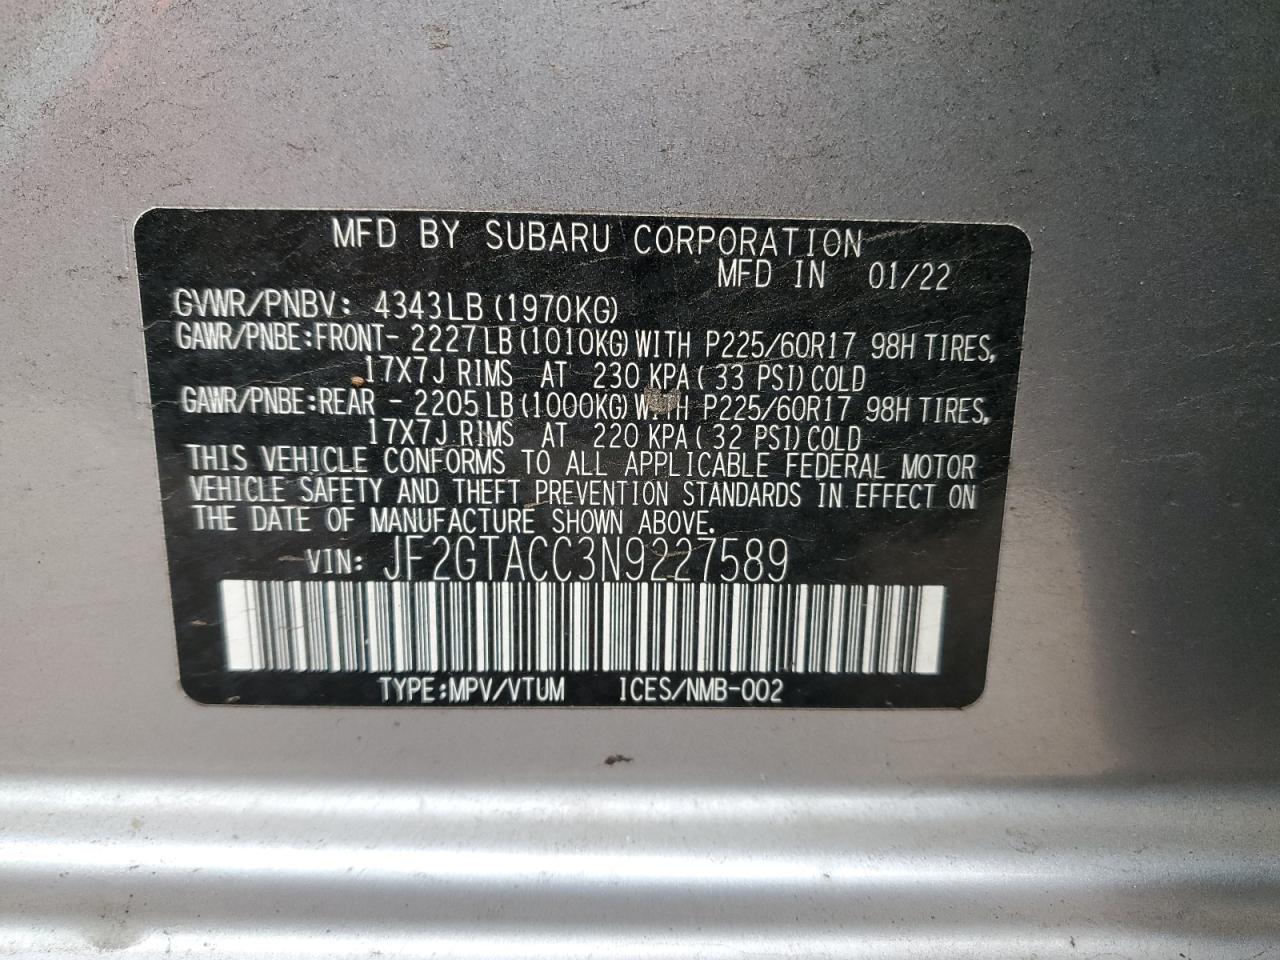 MFD BY SUBARU CORPORATION
MFD IN 01/22
GVWR/PNBV: 4343LB (1970KG)
GAWR/PNBE:FRONT- 2227LB(1010KG)WITH P225/60R17 98H TIRES,
17X7J RIMS AT 230 KPA( 33 PSI)COLD
GAWR/PNBE:REAR - 2205LB(1000KG)WITH P225/60R17 98H TIRES,
17X7J RIMS AT 220 KPA( 32 PSI)COLD
THIS VEHICLE CONFORMS TO ALL APPLICABLE FEDERAL MOTOR
VEHICLE SAFETY AND THEFT PREVENTION STANDARDS IN EFFECT ON
THE DATE OF MANUFACTURE SHOWN ABOVE.
VIN: JF2GTACC3N9227589
TYPE:MPV/VTUM ICES/NMB-002